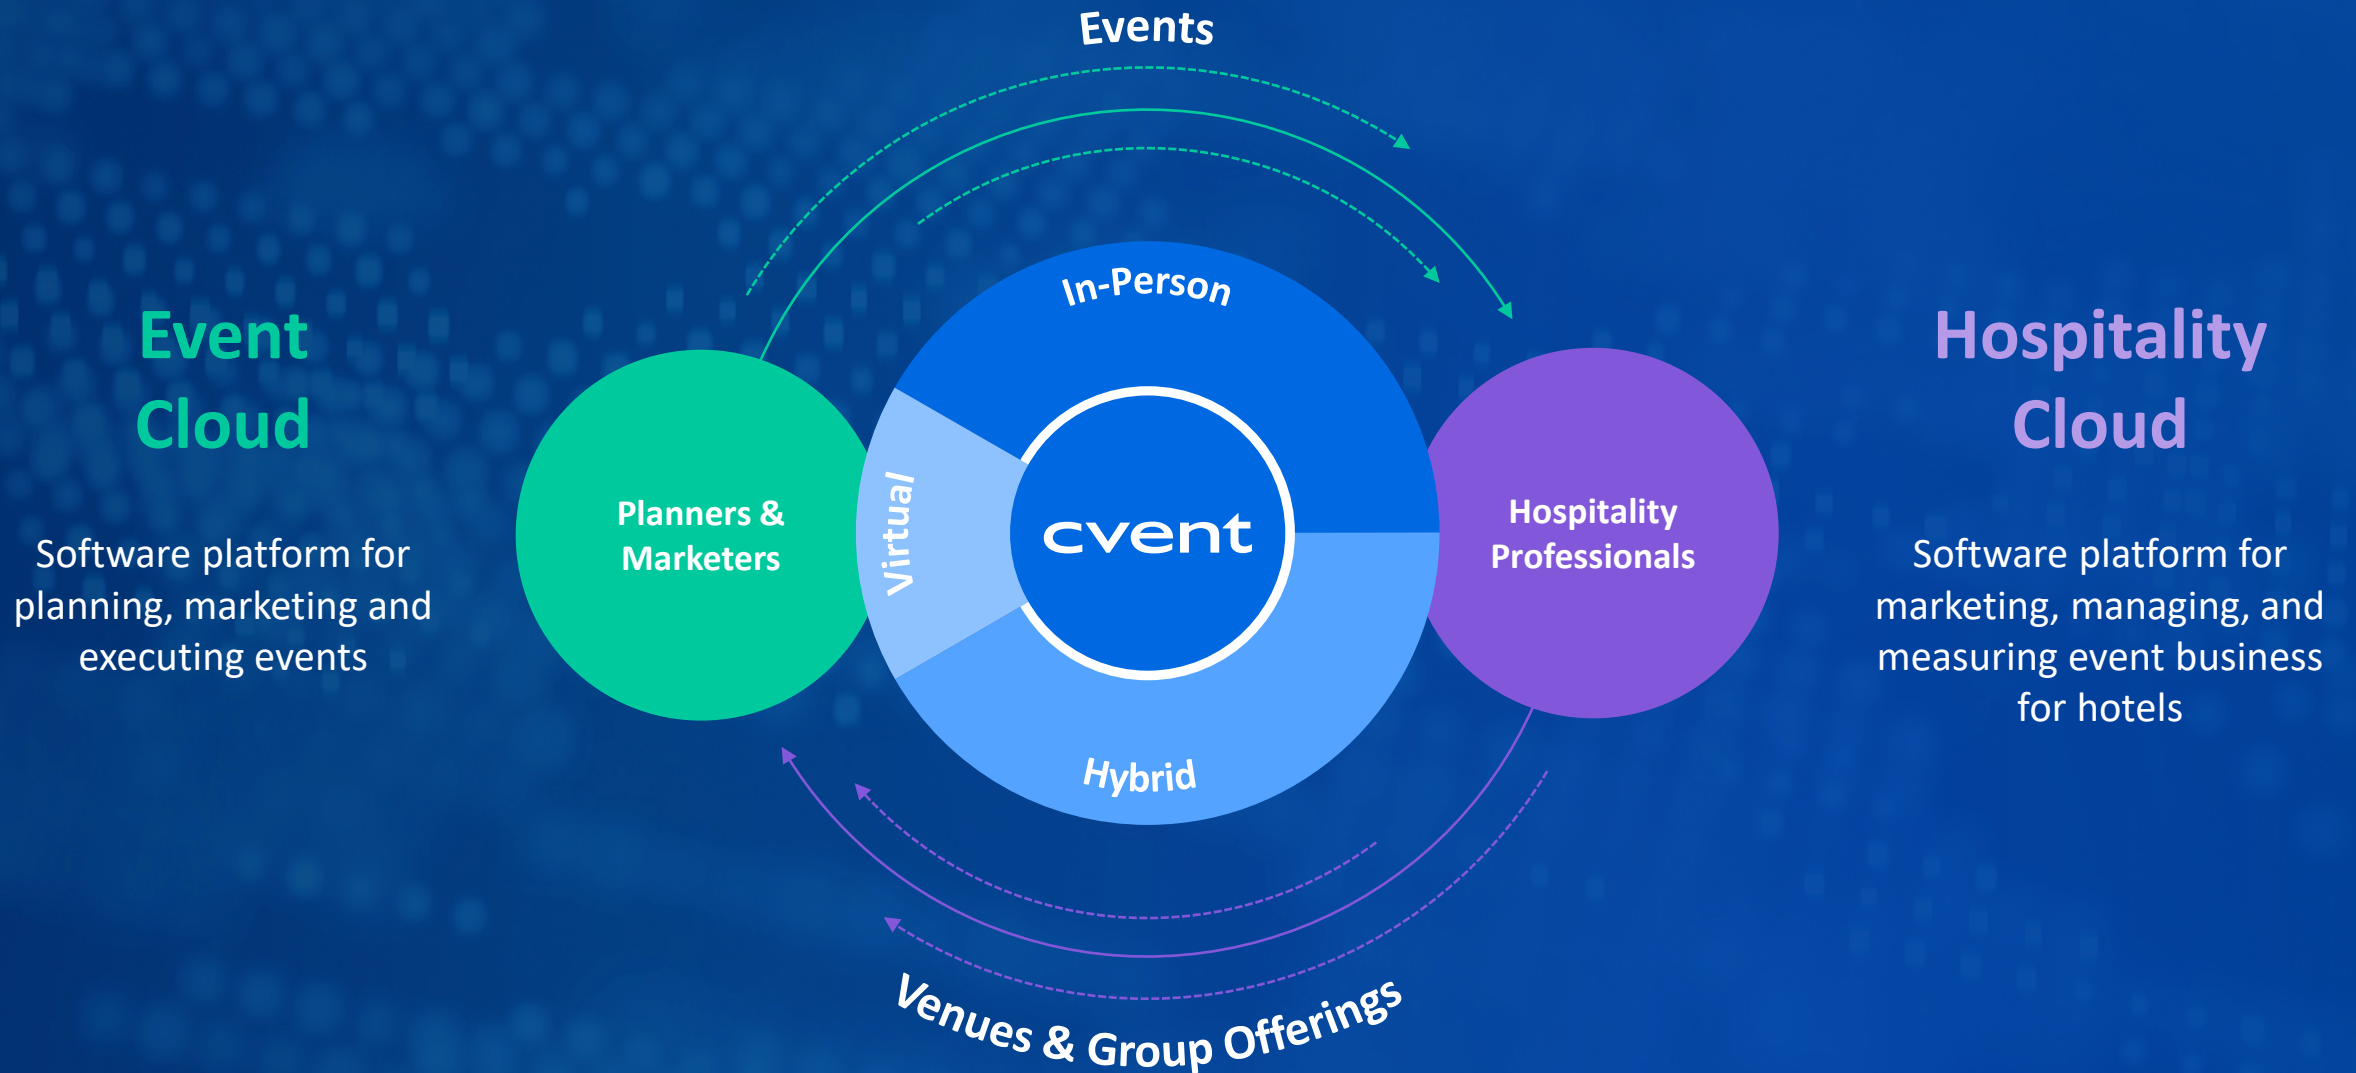 Events
In-Person
Event
Cloud
Software platform for
planning, marketing and
executing events
Planners &
Marketers
Virtual
cvent
Hospitality
Professionals
Hospitality
Cloud
Software platform for
marketing, managing, and
measuring event business
for hotels
Hybrid
Venues & Group Offerings